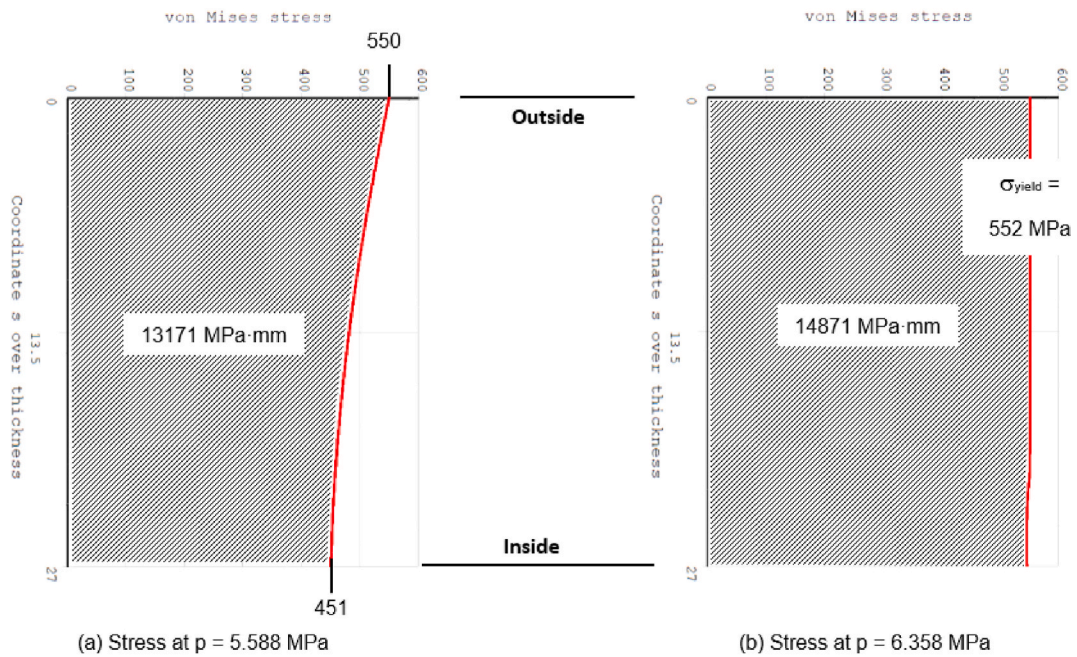 von Mises stress
550
0
100
200
300
400
500
600
0
13.5
27
Coordinate s over thickness
13171 MPa·mm
451
(a) Stress at p = 5.588 MPa
Outside
Inside
von Mises stress
0
100
200
300
400
500
600
0
13.5
27
Coordinate s over thickness
σyield =
552 MPa
14871 MPa·mm
(b) Stress at p = 6.358 MPa